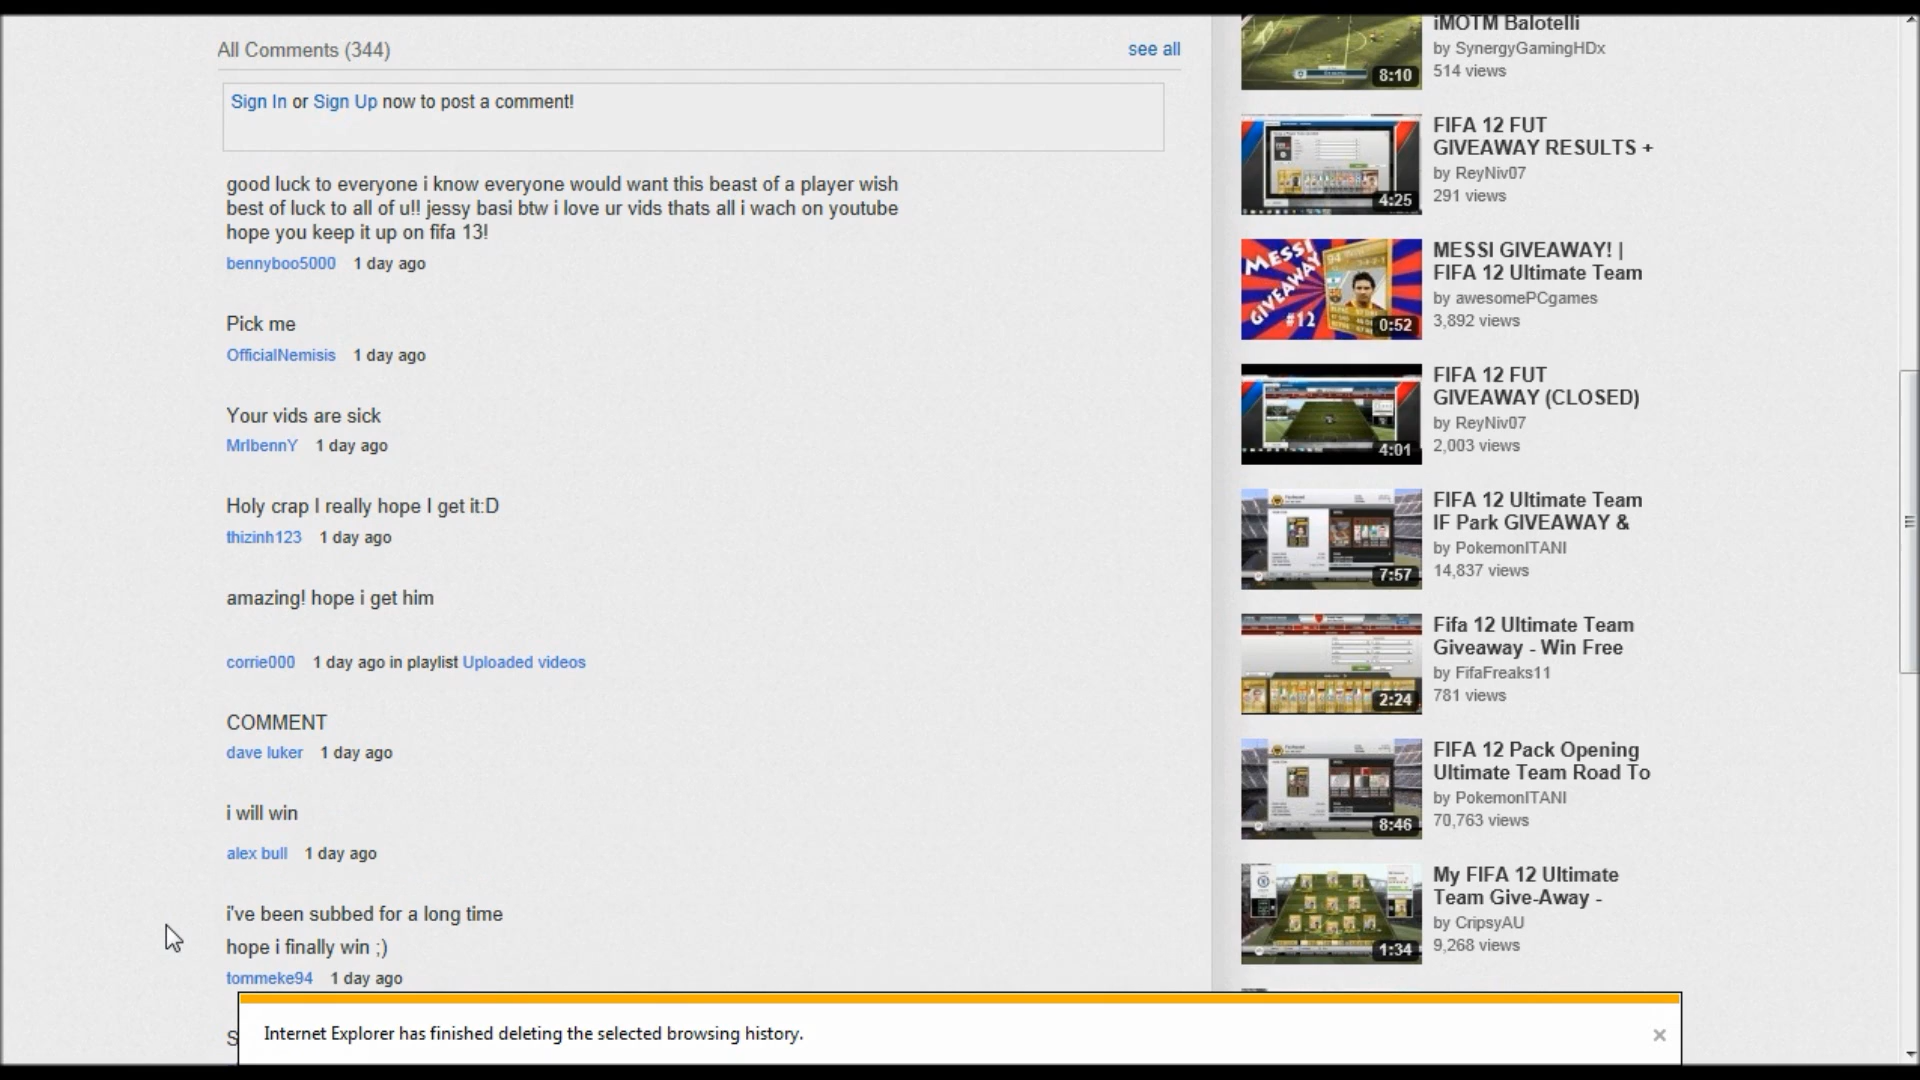 All Comments (344)
see all
Sign In or Sign Up now to post a comment!
good luck to everyone i know everyone would want this beast of a player wish
best of luck to all of u!! jessy basi btw i love ur vids thats all i wach on youtube
hope you keep it up on fifa 13!
bennyboo5000 1 day ago
Pick me
OfficialNemisis 1 day ago
Your vids are sick
MrIbennY 1 day ago
Holy crap I really hope I get it:D
thizinh123 1 day ago
amazing! hope i get him
corrie000 1 day ago in playlist Uploaded videos
COMMENT
dave luker 1 day ago
i will win
alex bull 1 day ago
i've been subbed for a long time
hope i finally win ;)
tommeke94 1 day ago
Internet Explorer has finished deleting the selected browsing history.
iMOTM Balotelli
by SynergyGamingHDx
514 views
8:10
FIFA 12 FUT
GIVEAWAY RESULTS +
by ReyNiv07
291 views
4:25
MESSI GIVEAWAY! |
FIFA 12 Ultimate Team
by awesomePCgames
3,892 views
MESSI
GIVEAWAY
#12
94
0:52
FIFA 12 FUT
GIVEAWAY (CLOSED)
by ReyNiv07
2,003 views
4:01
FIFA 12 Ultimate Team
IF Park GIVEAWAY &
by PokemonITANI
14,837 views
7:57
Fifa 12 Ultimate Team
Giveaway - Win Free
by FifaFreaks11
781 views
2:24
FIFA 12 Pack Opening
Ultimate Team Road To
by PokemonITANI
70,763 views
8:46
My FIFA 12 Ultimate
Team Give-Away -
by CripsyAU
9,268 views
1:34